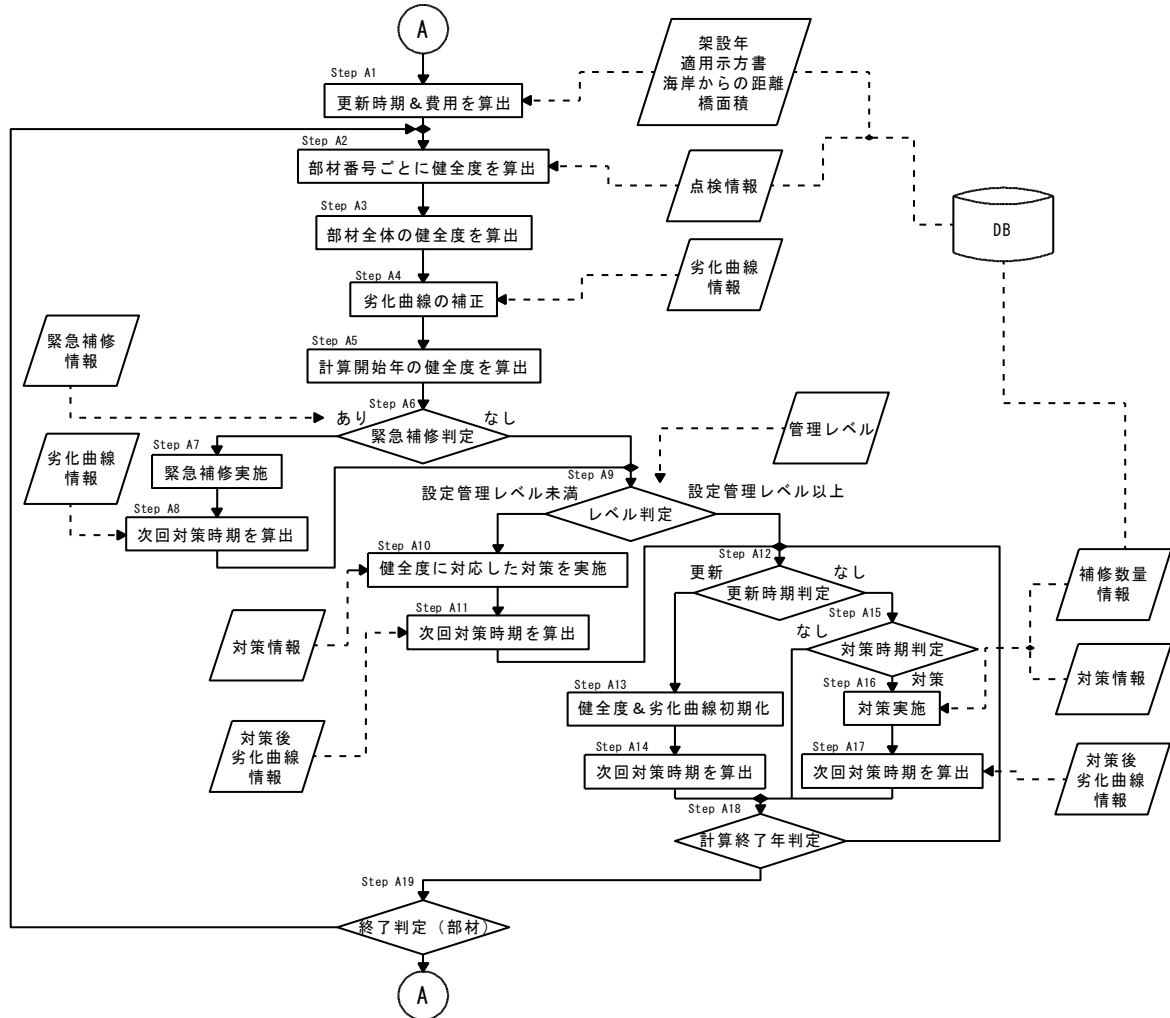 A
架設年
適用示方書
海岸からの距離
橋面積
Step A1
更新時期＆費用を算出
Step A2
部材番号ごとに健全度を算出
点検情報
Step A3
部材全体の健全度を算出
DB
Step A4
劣化曲線の補正
劣化曲線
情報
緊急補修
情報
Step A5
計算開始年の健全度を算出
Step A6
あり
なし
緊急補修判定
管理レベル
劣化曲線
情報
Step A7
緊急補修実施
Step A8
次回対策時期を算出
Step A9
設定管理レベル未満
設定管理レベル以上
レベル判定
Step A10
健全度に対応した対策を実施
Step A11
次回対策時期を算出
対策情報
対策後
劣化曲線
情報
Step A12
更新
なし
更新時期判定
補修数量
情報
Step A15
なし
対策時期判定
対策
対策情報
Step A13
健全度＆劣化曲線初期化
Step A16
対策実施
Step A14
次回対策時期を算出
Step A17
次回対策時期を算出
対策後
劣化曲線
情報
Step A18
計算終了年判定
Step A19
終了判定（部材）
A